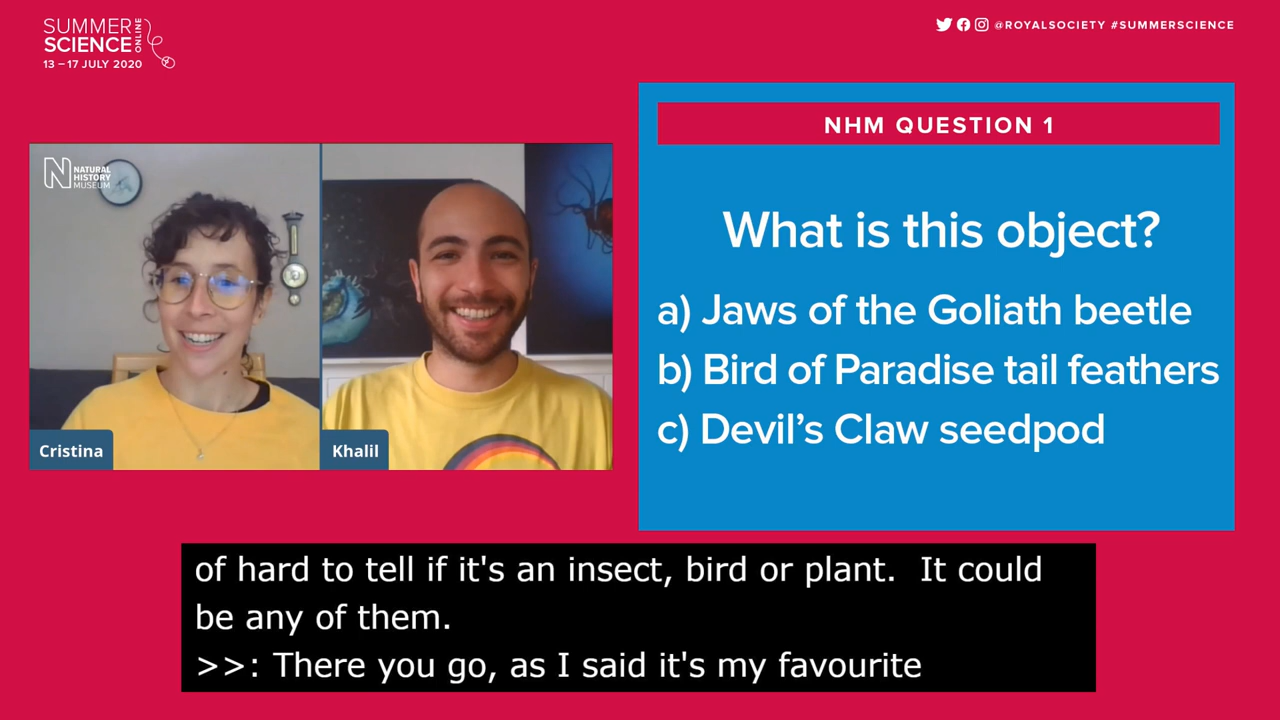 SUMMER
SCIENCE
ONLINE
13 – 17 JULY 2020
@ROYALSOCIETY #SUMMERSCIENCE
NATURAL
HISTORY
MUSEUM
Cristina
Khalil
NHM QUESTION 1
What is this object?
a) Jaws of the Goliath beetle
b) Bird of Paradise tail feathers
c) Devil’s Claw seedpod
of hard to tell if it's an insect, bird or plant. It could
be any of them.
>>: There you go, as I said it's my favourite